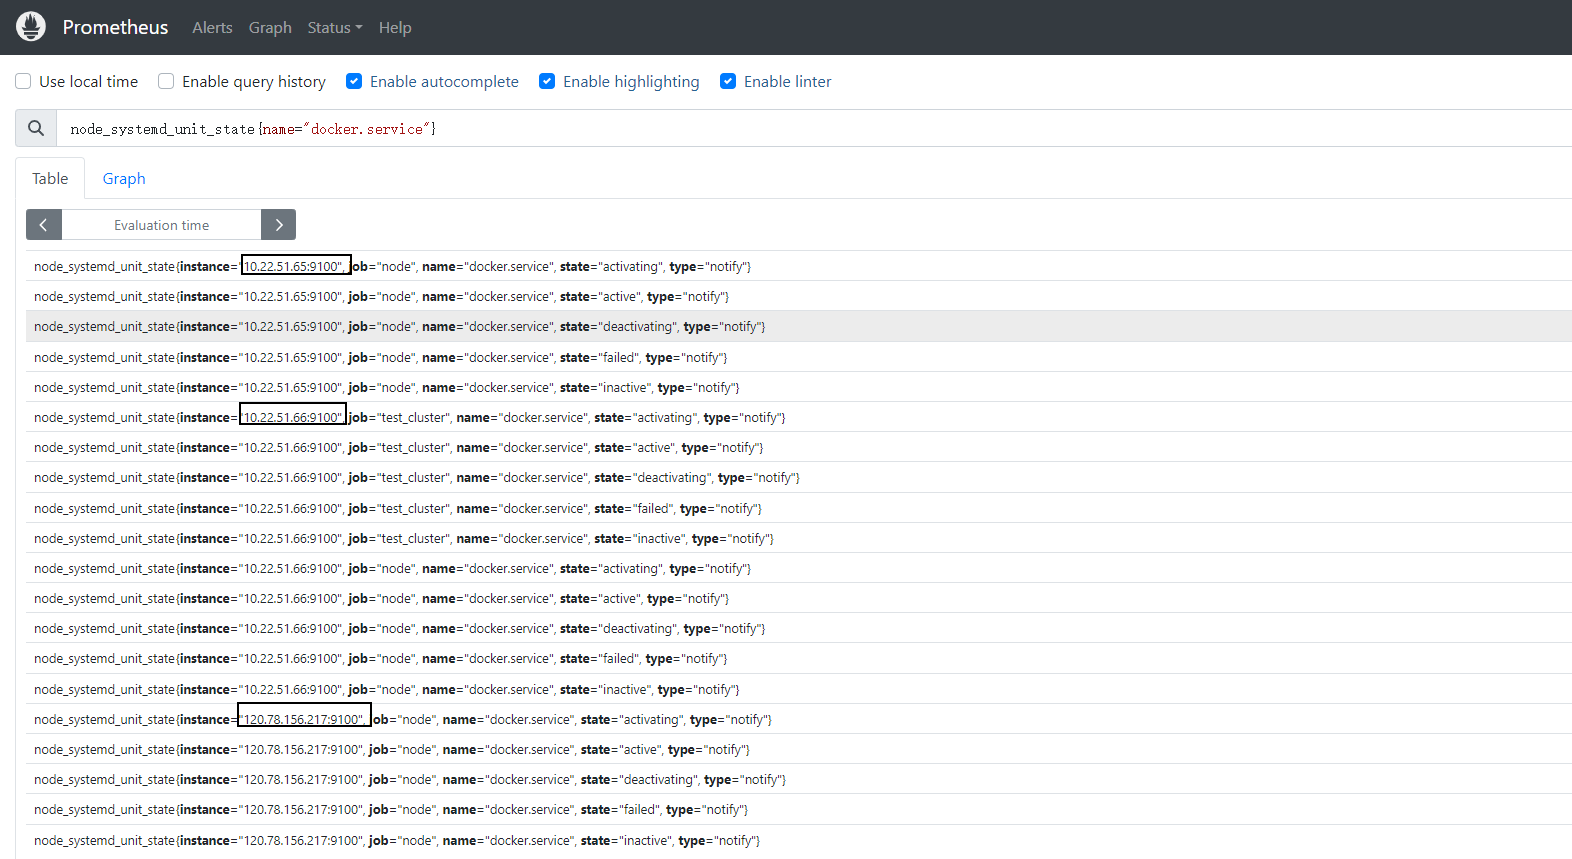 Prometheus Alerts Graph Status Help
Use local time Enable query history Enable autocomplete Enable highlighting Enable linter
node_systemd_unit_state{name="docker.service"}
Table Graph
Evaluation time
node_systemd_unit_state{instance="10.22.51.65:9100", job="node", name="docker.service", state="activating", type="notify"}
node_systemd_unit_state{instance="10.22.51.65:9100", job="node", name="docker.service", state="active", type="notify"}
node_systemd_unit_state{instance="10.22.51.65:9100", job="node", name="docker.service", state="deactivating", type="notify"}
node_systemd_unit_state{instance="10.22.51.65:9100", job="node", name="docker.service", state="failed", type="notify"}
node_systemd_unit_state{instance="10.22.51.65:9100", job="node", name="docker.service", state="inactive", type="notify"}
node_systemd_unit_state{instance="10.22.51.66:9100", job="test_cluster", name="docker.service", state="activating", type="notify"}
node_systemd_unit_state{instance="10.22.51.66:9100", job="test_cluster", name="docker.service", state="active", type="notify"}
node_systemd_unit_state{instance="10.22.51.66:9100", job="test_cluster", name="docker.service", state="deactivating", type="notify"}
node_systemd_unit_state{instance="10.22.51.66:9100", job="test_cluster", name="docker.service", state="failed", type="notify"}
node_systemd_unit_state{instance="10.22.51.66:9100", job="test_cluster", name="docker.service", state="inactive", type="notify"}
node_systemd_unit_state{instance="10.22.51.66:9100", job="node", name="docker.service", state="activating", type="notify"}
node_systemd_unit_state{instance="10.22.51.66:9100", job="node", name="docker.service", state="active", type="notify"}
node_systemd_unit_state{instance="10.22.51.66:9100", job="node", name="docker.service", state="deactivating", type="notify"}
node_systemd_unit_state{instance="10.22.51.66:9100", job="node", name="docker.service", state="failed", type="notify"}
node_systemd_unit_state{instance="10.22.51.66:9100", job="node", name="docker.service", state="inactive", type="notify"}
node_systemd_unit_state{instance="120.78.156.217:9100", job="node", name="docker.service", state="activating", type="notify"}
node_systemd_unit_state{instance="120.78.156.217:9100", job="node", name="docker.service", state="active", type="notify"}
node_systemd_unit_state{instance="120.78.156.217:9100", job="node", name="docker.service", state="deactivating", type="notify"}
node_systemd_unit_state{instance="120.78.156.217:9100", job="node", name="docker.service", state="failed", type="notify"}
node_systemd_unit_state{instance="120.78.156.217:9100", job="node", name="docker.service", state="inactive", type="notify"}